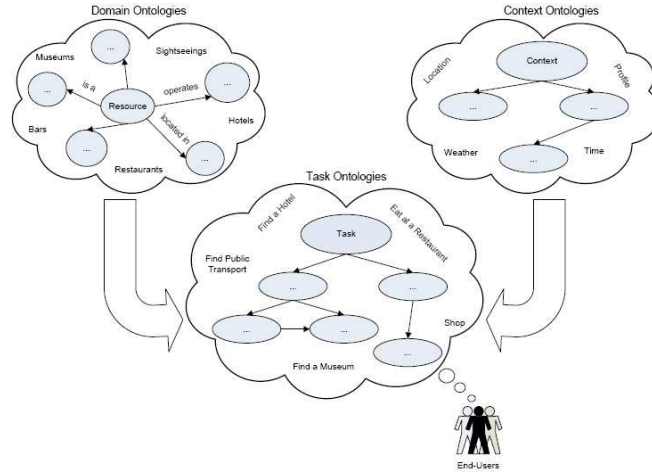 Domain Ontologies
Context Ontologies
...
Museums
Sightseeings
...
is a
Resource
operates
...
located in
Hotels
Bars
...
...
Restaurants
Context
Location
Profile
...
...
Weather
...
Time
Task Ontologies
Find a Hotel
Eat at a Restaurant
Task
Find Public
Transport
...
...
...
...
Shop
...
Find a Museum
End-Users